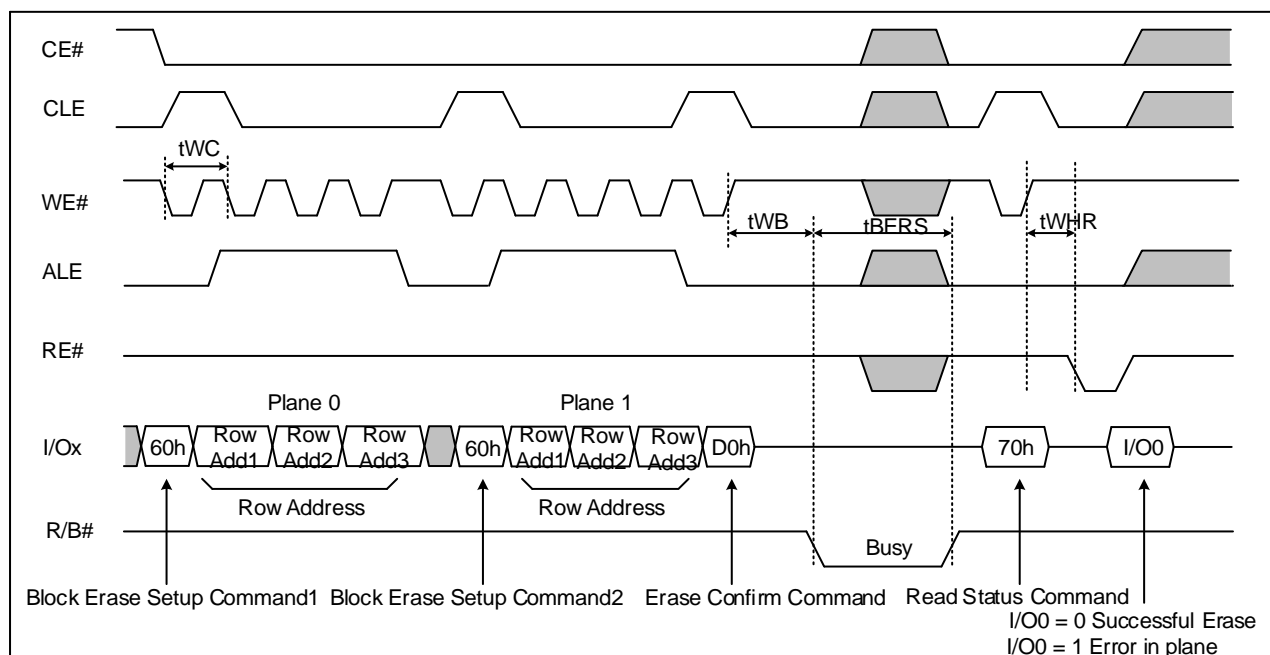 CE#
CLE
tWC
WE#
tWB
tBERS
tWHR
ALE
RE#
Plane 0
Plane 1
I/Ox
60h
Row Add1
Row Add2
Row Add3
60h
Row Add1
Row Add2
Row Add3
D0h
70h
I/O0
Row Address
Row Address
R/B#
Busy
Block Erase Setup Command1
Block Erase Setup Command2
Erase Confirm Command
Read Status Command
I/O0 = 0 Successful Erase
I/O0 = 1 Error in plane